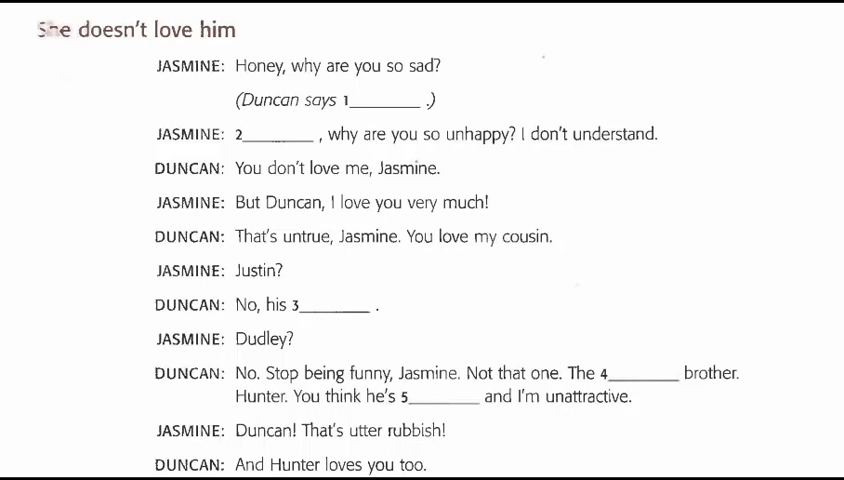 She doesn't love him
JASMINE: Honey, why are you so sad?
(Duncan says 1________ .)
JASMINE: 2________ , why are you so unhappy? I don't understand.
DUNCAN: You don't love me, Jasmine.
JASMINE: But Duncan, I love you very much!
DUNCAN: That's untrue, Jasmine. You love my cousin.
JASMINE: Justin?
DUNCAN: No, his 3________ .
JASMINE: Dudley?
DUNCAN: No. Stop being funny, Jasmine. Not that one. The 4________ brother.
Hunter. You think he's 5________ and I'm unattractive.
JASMINE: Duncan! That's utter rubbish!
DUNCAN: And Hunter loves you too.